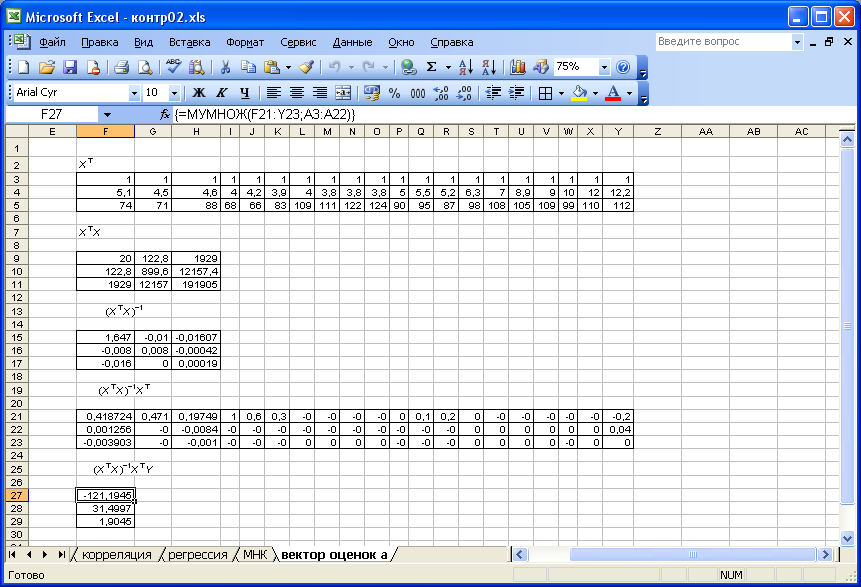 Microsoft Excel - контр02.xls
Файл Правка Вид Вставка Формат Сервис Данные Окно Справка Введите вопрос
75%
Arial Cyr 10 Ж К Ч % 000
F27 fx {=МУМНОЖ(F21:Y23;A3:A22)}
E F G H I J K L M N O P Q R S T U V W X Y Z AA AB AC
1
2 Xᵀ
3 1 1 1 1 1 1 1 1 1 1 1 1 1 1 1 1 1 1 1 1
4 5,1 4,5 4,6 4 4,2 3,9 4 3,8 3,8 3,8 5 5,5 5,2 6,3 7 8,9 9 10 12 12,2
5 74 71 88 68 66 83 109 111 122 124 90 95 87 98 108 105 109 99 110 112
6
7 XᵀX
8
9 20 122,8 1929
10 122,8 899,6 12157,4
11 1929 12157 191905
12
13 (XᵀX)⁻¹
14
15 1,647 -0,01 -0,01607
16 -0,008 0,008 -0,00042
17 -0,016 0 0,00019
18
19 (XᵀX)⁻¹Xᵀ
20
21 0,418724 0,471 0,19749 1 0,6 0,3 -0 -0 -0 -0 0 0,1 0,2 0 -0 -0 -0 -0 -0 -0,2
22 0,001256 -0 -0,0084 -0 -0 -0 -0 -0 -0 -0 -0 -0 -0 0 0 0 0 0 0 0,04
23 -0,003903 -0 -0,001 -0 -0 -0 0 0 0 0 -0 -0 -0 -0 0 0 0 -0 0 0
24
25 (XᵀX)⁻¹XᵀY
26
27 -121,1945
28 31,4997
29 1,9045
30
корреляция регрессия МНК вектор оценок а
Готово NUM